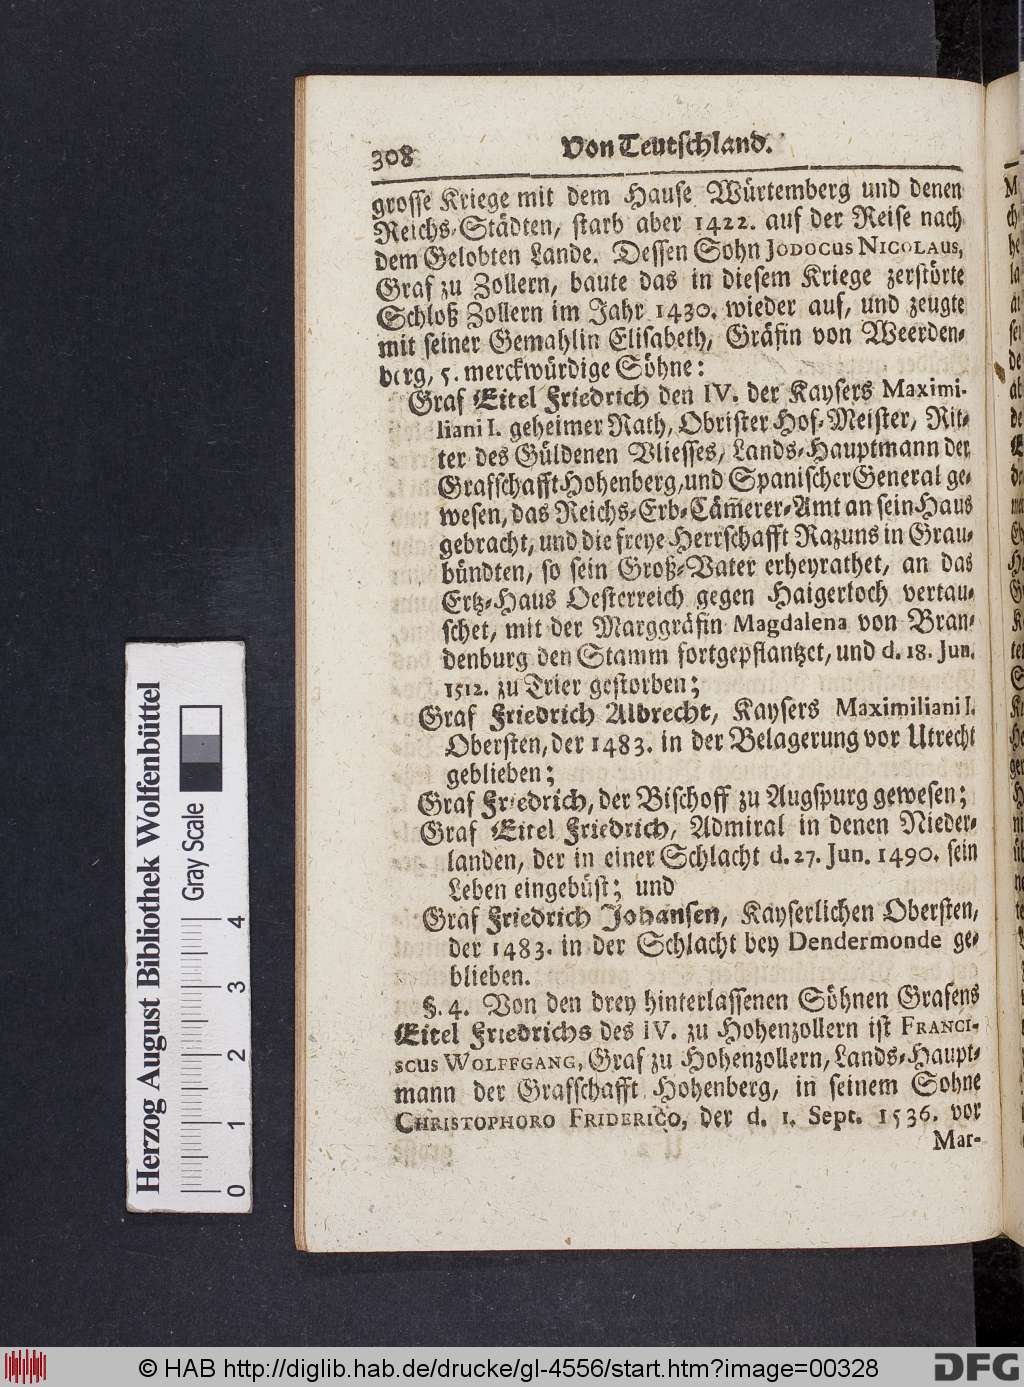 308 Von Teutschland.
grosse Kriege mit dem Hause Würtemberg und denen
Reichs-Städten, starb aber 1422. auf der Reise nach
dem Gelobten Lande. Dessen Sohn JODOCUS NICOLAUS,
Graf zu Zollern, baute das in diesem Kriege zerstörte
Schloß Zollern im Jahr 1430. wieder auf, und zeugte
mit seiner Gemahlin Elisabeth, Gräfin von Weerden-
berg, 5. merckwürdige Söhne:
Graf Eitel Friedrich den IV. der Kaysers Maximi-
liani I. geheimer Rath, Obrister Hof-Meister, Rit-
ter des Güldenen Vliesses, Lands-Hauptmann der
Grafschafft Hohenberg, und Spanischer General ge-
wesen, das Reichs-Erb-Cäm̃erer-Amt an sein Haus
gebracht, und die freye Herrschafft Razuns in Grau-
bündten, so sein Groß-Vater erheyrathet, an das
Ertz-Haus Oesterreich gegen Haigerloch vertau-
schet, mit der Marggräfin Magdalena von Bran-
denburg den Stamm fortgepflantzet, und d. 18. Jun.
1512. zu Trier gestorben;
Graf Friedrich Albrecht, Kaysers Maximiliani I.
Obersten, der 1483. in der Belagerung vor Utrecht
geblieben;
Graf Friedrich, der Bischoff zu Augspurg gewesen;
Graf Eitel Friedrich, Admiral in denen Nieder-
landen, der in einer Schlacht d. 27. Jun. 1490. sein
Leben eingebüst; und
Graf Friedrich Johansen, Kayserlichen Obersten,
der 1483. in der Schlacht bey Dendermonde ge-
blieben.
§. 4. Von den drey hinterlassenen Söhnen Grafens
Eitel Friedrichs des IV. zu Hohenzollern ist FRANCI-
SCUS WOLFFGANG, Graf zu Hohenzollern, Lands-Haupt-
mann der Grafschafft Hohenberg, in seinem Sohne
CHRISTOPHORO FRIDERICO, der d. 1. Sept. 1536. vor
Mar-
Herzog August Bibliothek Wolfenbüttel
Gray Scale
0 1 2 3 4
© HAB http://diglib.hab.de/drucke/gl-4556/start.htm?image=00328
DFG